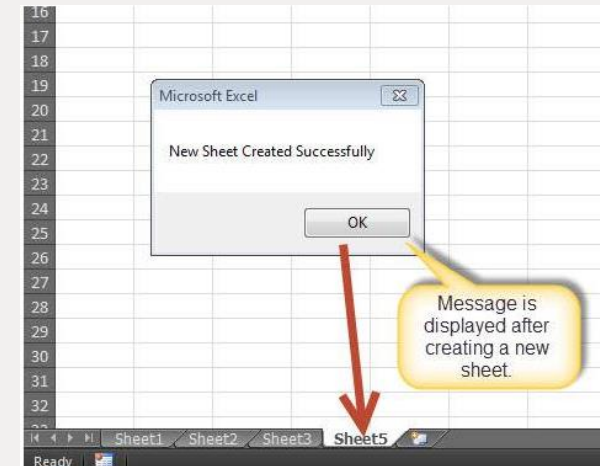 16
17
18
19
20
21
22
23
24
25
26
27
28
29
30
31
32
Microsoft Excel
New Sheet Created Successfully
OK
Message is
displayed after
creating a new
sheet.
Sheet1 Sheet2 Sheet3 Sheet5
Ready